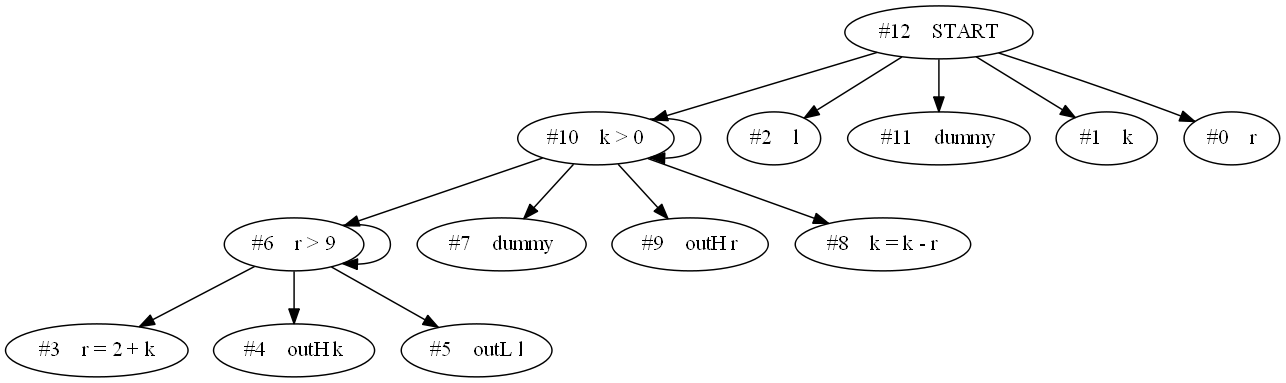 #12 START
#10 k > 0
#2 l
#11 dummy
#1 k
#0 r
#6 r > 9
#7 dummy
#9 outH r
#8 k = k - r
#3 r = 2 + k
#4 outH k
#5 outL l